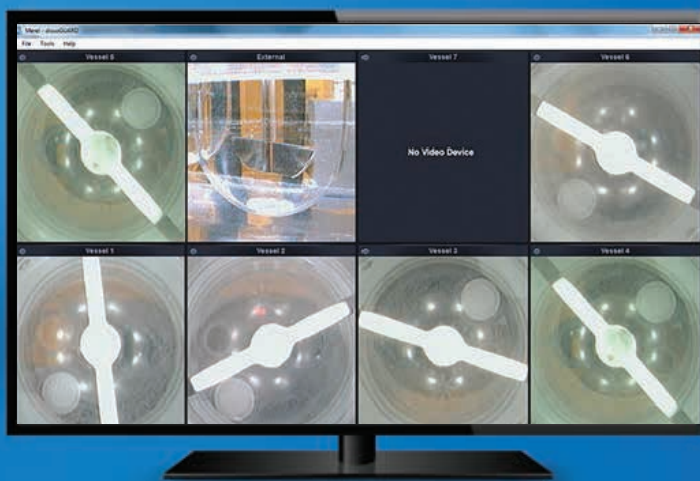 File Tools Help
Vessel 5
External
Vessel 7
Vessel 6
No Video Device
Vessel 1
Vessel 2
Vessel 3
Vessel 4